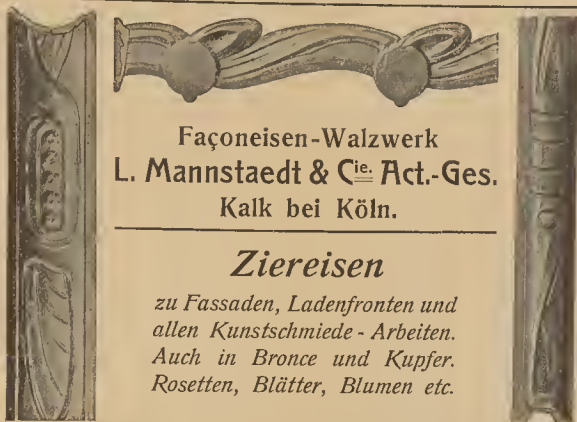 Façoneisen-Walzwerk
L. Mannstaedt & Cie. Act.-Ges.
Kalk bei Köln.
Ziereisen
zu Fassaden, Ladenfronten und
allen Kunstschmiede - Arbeiten.
Auch in Bronce und Kupfer.
Rosetten, Blätter, Blumen etc.